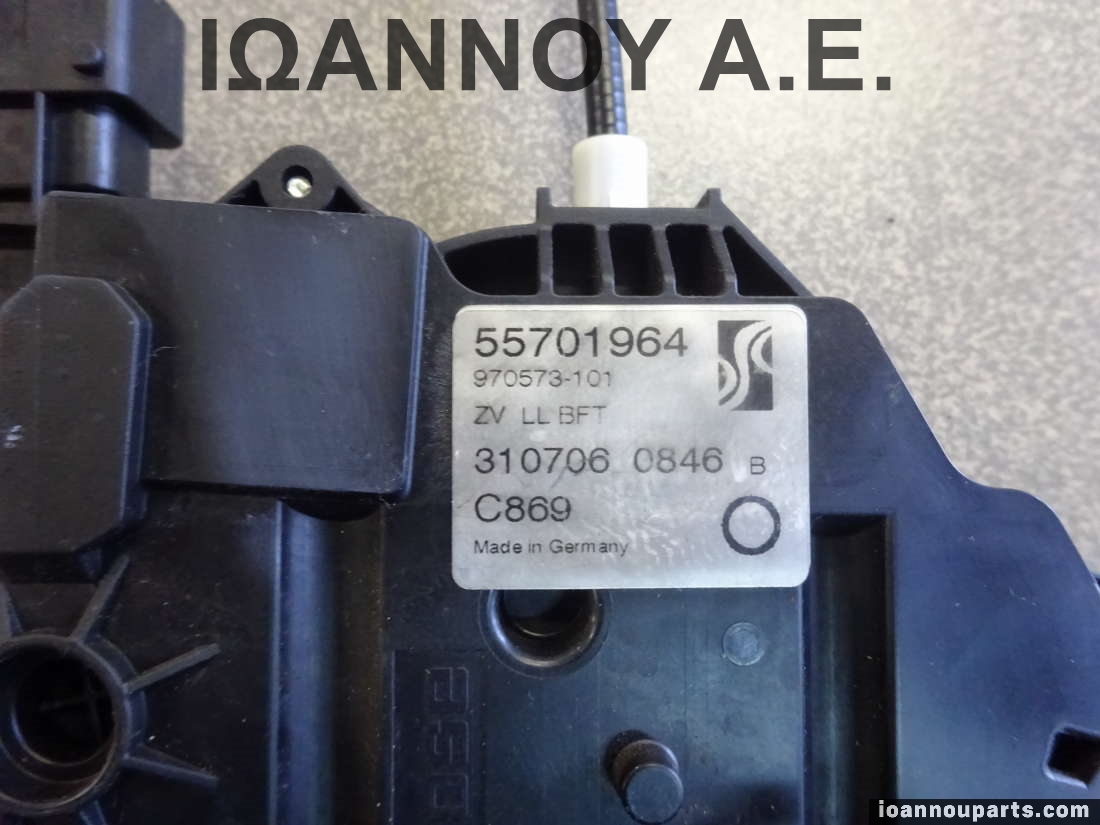 ΙΩΑΝΝΟΥ Α.Ε.
55701964
970573-101
ZV LL BFT
310706 0846 B
C869
Made in Germany
ioannouparts.com